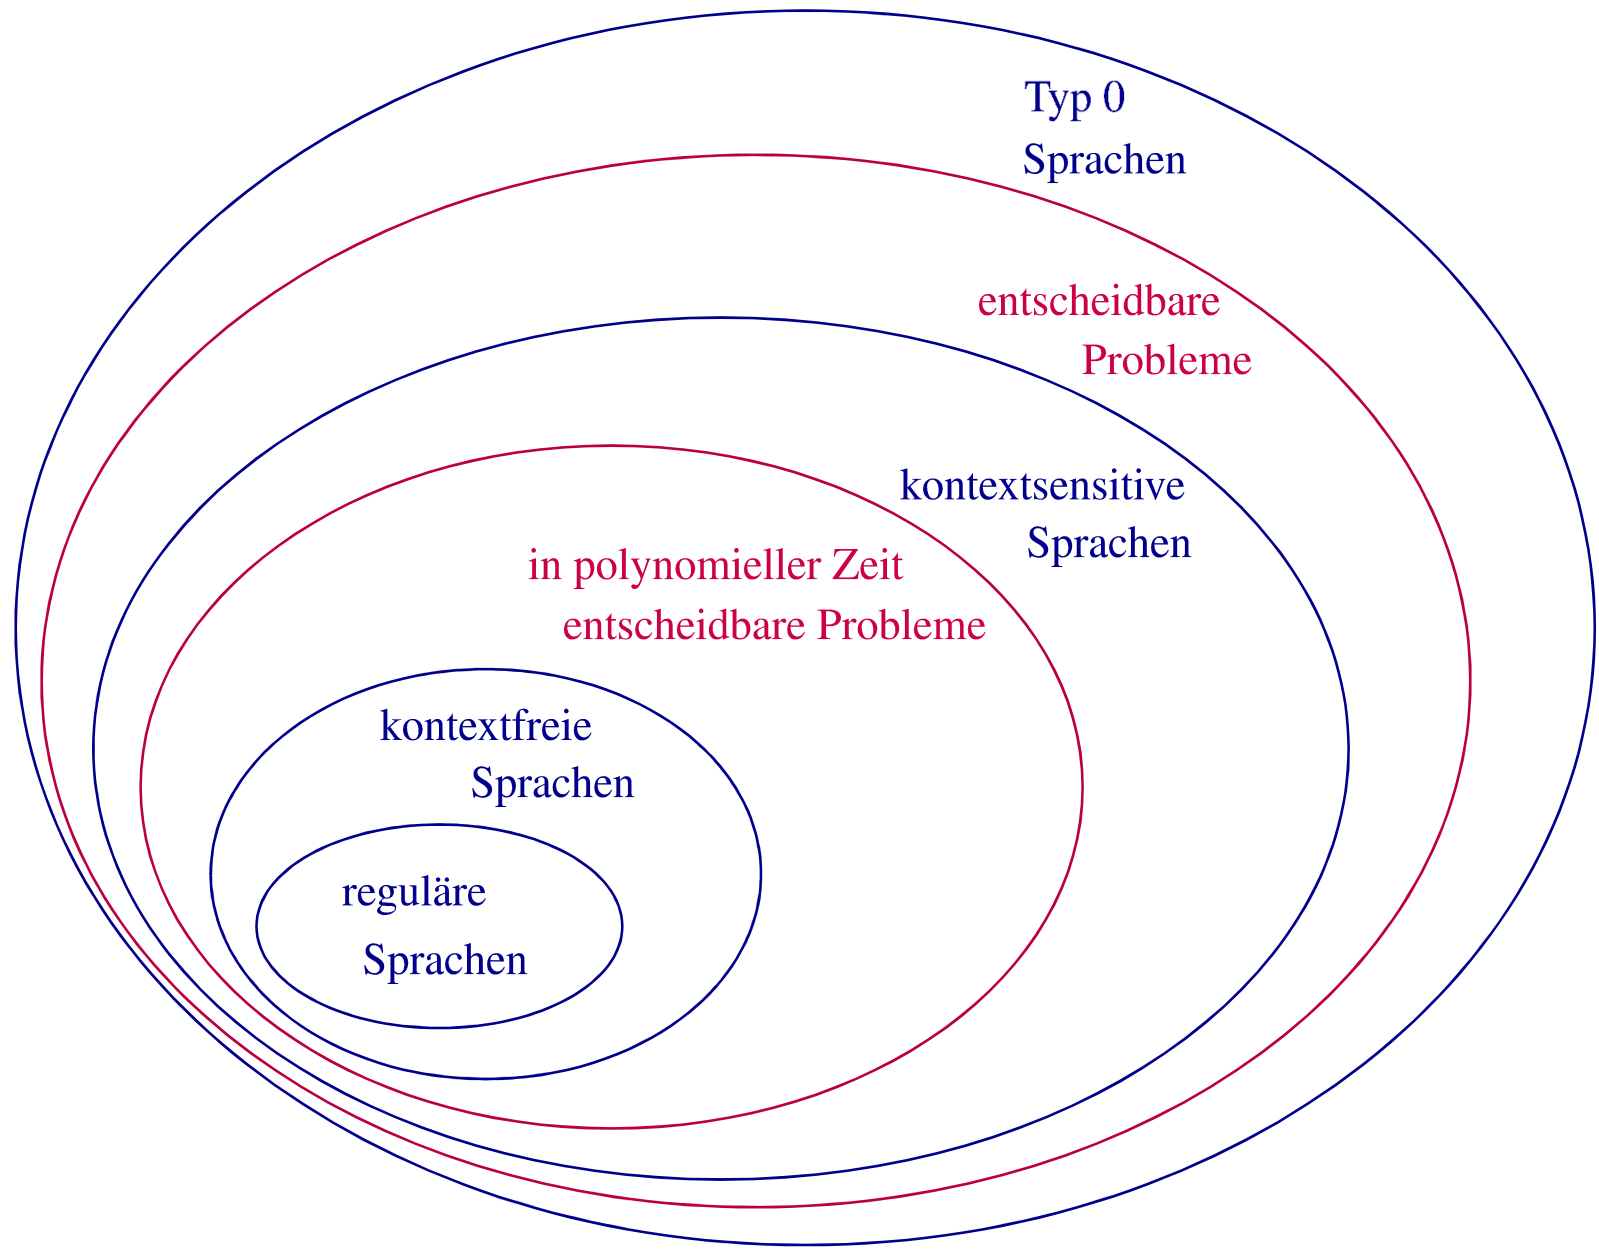 Typ 0
Sprachen
entscheidbare
Probleme
kontextsensitive
Sprachen
in polynomieller Zeit
entscheidbare Probleme
kontextfreie
Sprachen
reguläre
Sprachen